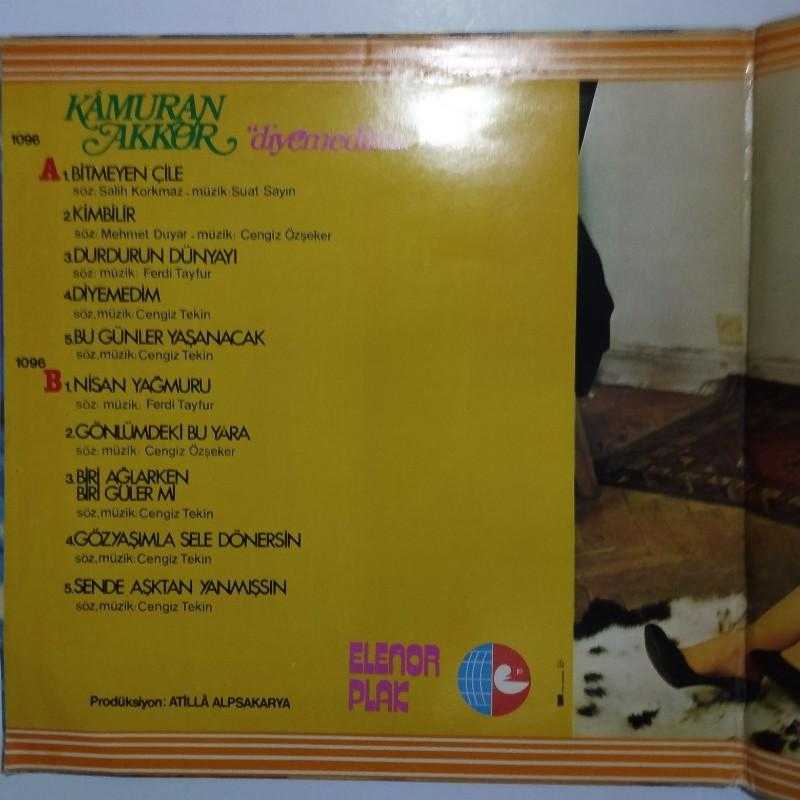 KÂMURAN
AKKOR "diyemedim"
1096
A 1.BİTMEYEN ÇİLE
söz: Salih Korkmaz - müzik: Suat Sayın
2.KİMBİLİR
söz: Mehmet Duyar - müzik: Cengiz Özşeker
3.DURDURUN DÜNYAYI
söz: müzik: Ferdi Tayfur
4.DİYEMEDİM
söz,müzik:Cengiz Tekin
5.BU GÜNLER YAŞANACAK
söz,müzik:Cengiz Tekin
1096
B 1.NİSAN YAĞMURU
söz: müzik: Ferdi Tayfur
2.GÖNLÜMDEKİ BU YARA
söz: müzik: Cengiz Özşeker
3.BİRİ AĞLARKEN
BİRİ GÜLER Mİ
söz,müzik:Cengiz Tekin
4.GÖZYAŞIMLA SELE DÖNERSİN
söz,müzik:Cengiz Tekin
5.SENDE AŞKTAN YANMIŞSIN
söz,müzik:Cengiz Tekin
ELENOR
PLAK
Prodüksiyon: ATİLLÂ ALPSAKARYA